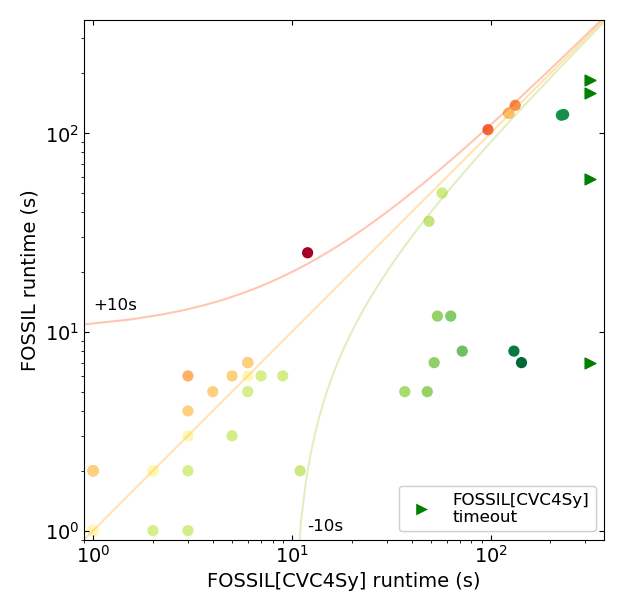 10²
10¹
10⁰
FOSSIL runtime (s)
+10s
-10s
FOSSIL[CVC4Sy]
timeout
10⁰ 10¹ 10²
FOSSIL[CVC4Sy] runtime (s)